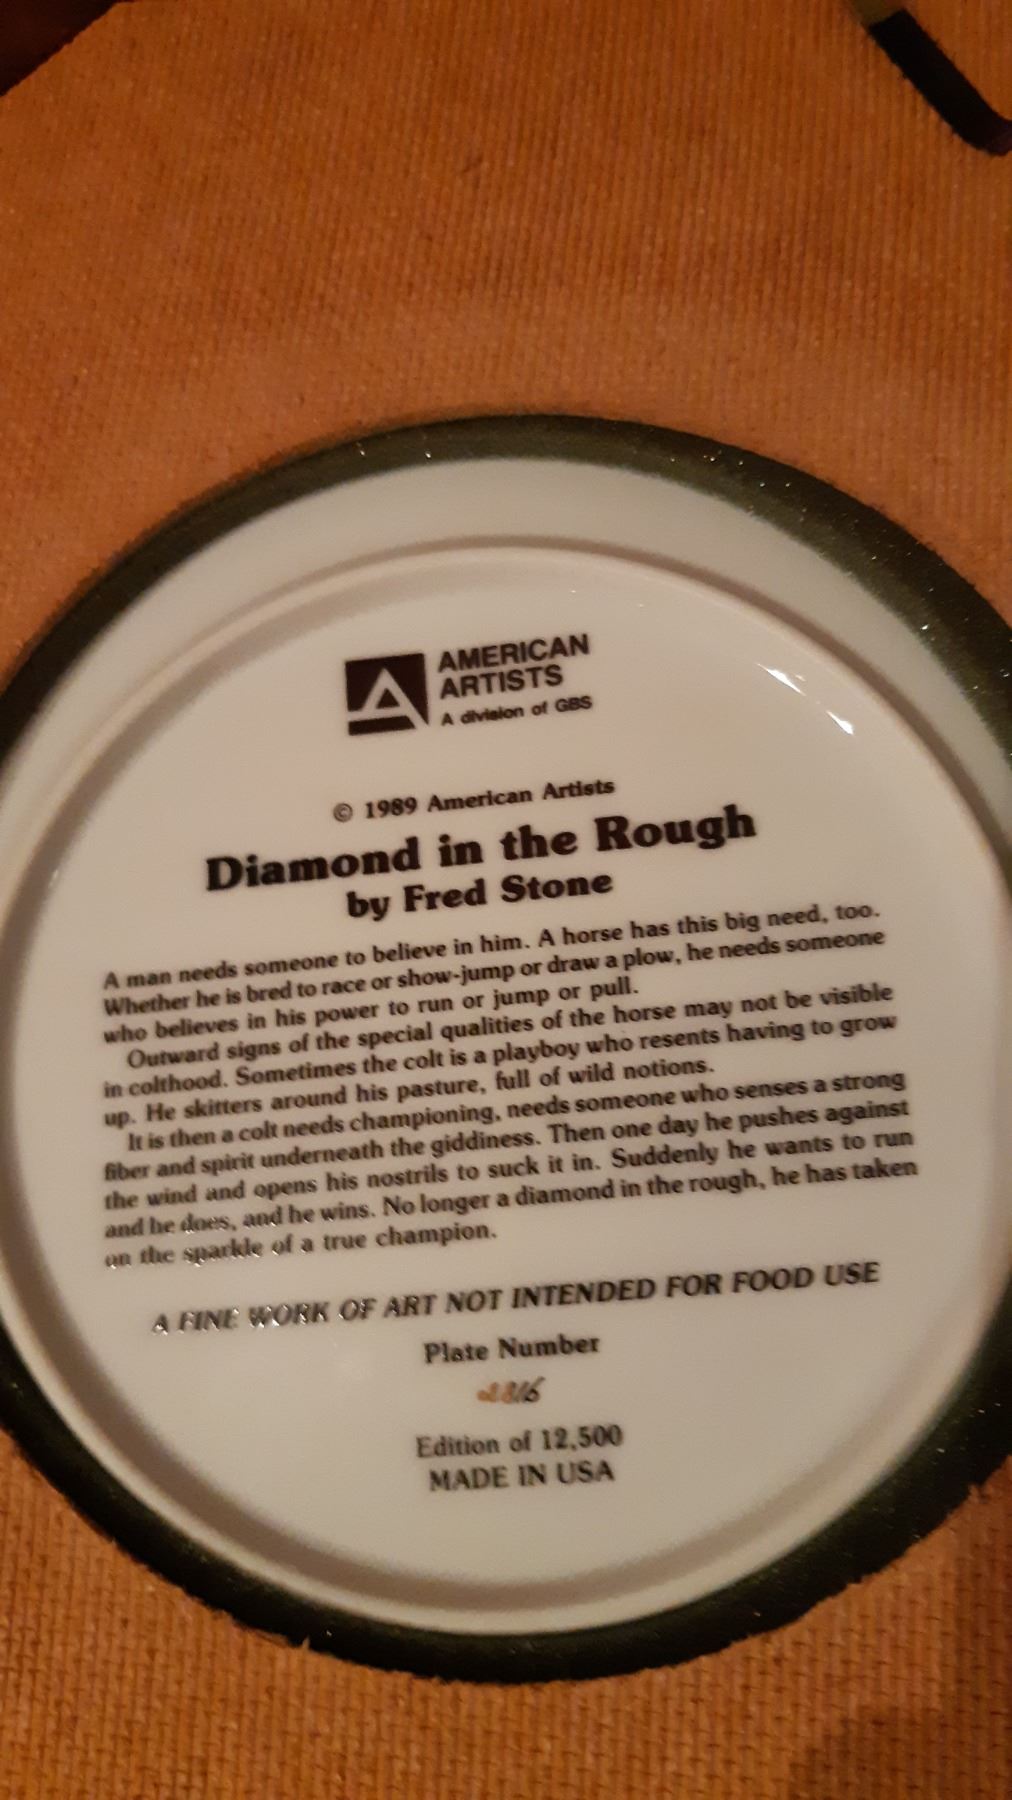 AMERICAN
ARTISTS
A division of GBS
© 1989 American Artists
Diamond in the Rough
by Fred Stone
A man needs someone to believe in him. A horse has this big need, too.
Whether he is bred to race or show-jump or draw a plow, he needs someone
who believes in his power to run or jump or pull.
Outward signs of the special qualities of the horse may not be visible
in colthood. Sometimes the colt is a playboy who resents having to grow
up. He skitters around his pasture, full of wild notions.
It is then a colt needs championing, needs someone who senses a strong
fiber and spirit underneath the giddiness. Then one day he pushes against
the wind and opens his nostrils to suck it in. Suddenly he wants to run
and he does, and he wins. No longer a diamond in the rough, he has taken
on the sparkle of a true champion.
A FINE WORK OF ART NOT INTENDED FOR FOOD USE
Plate Number
Edition of 12,500
MADE IN USA